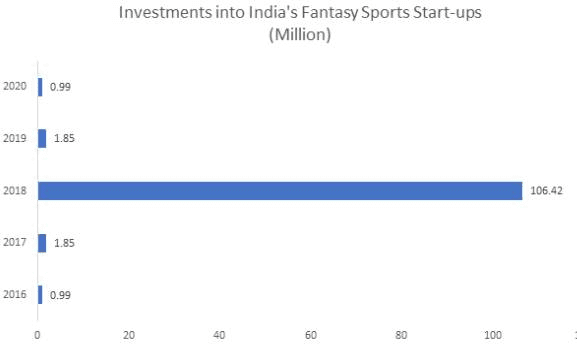 Investments into India's Fantasy Sports Start-ups
(Million)
2020 0.99
2019 1.85
2018 106.42
2017 1.85
2016 0.99
0 20 40 60 80 100